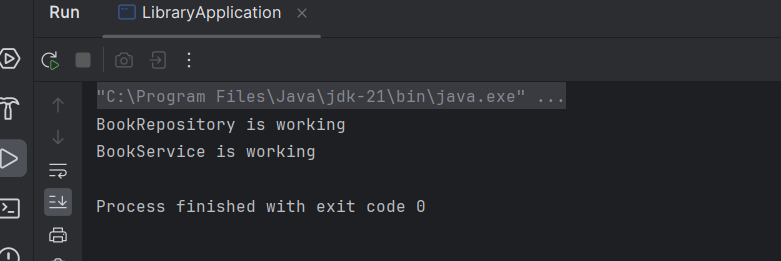 Run LibraryApplication
"C:\Program Files\Java\jdk-21\bin\java.exe" ...
BookRepository is working
BookService is working
Process finished with exit code 0